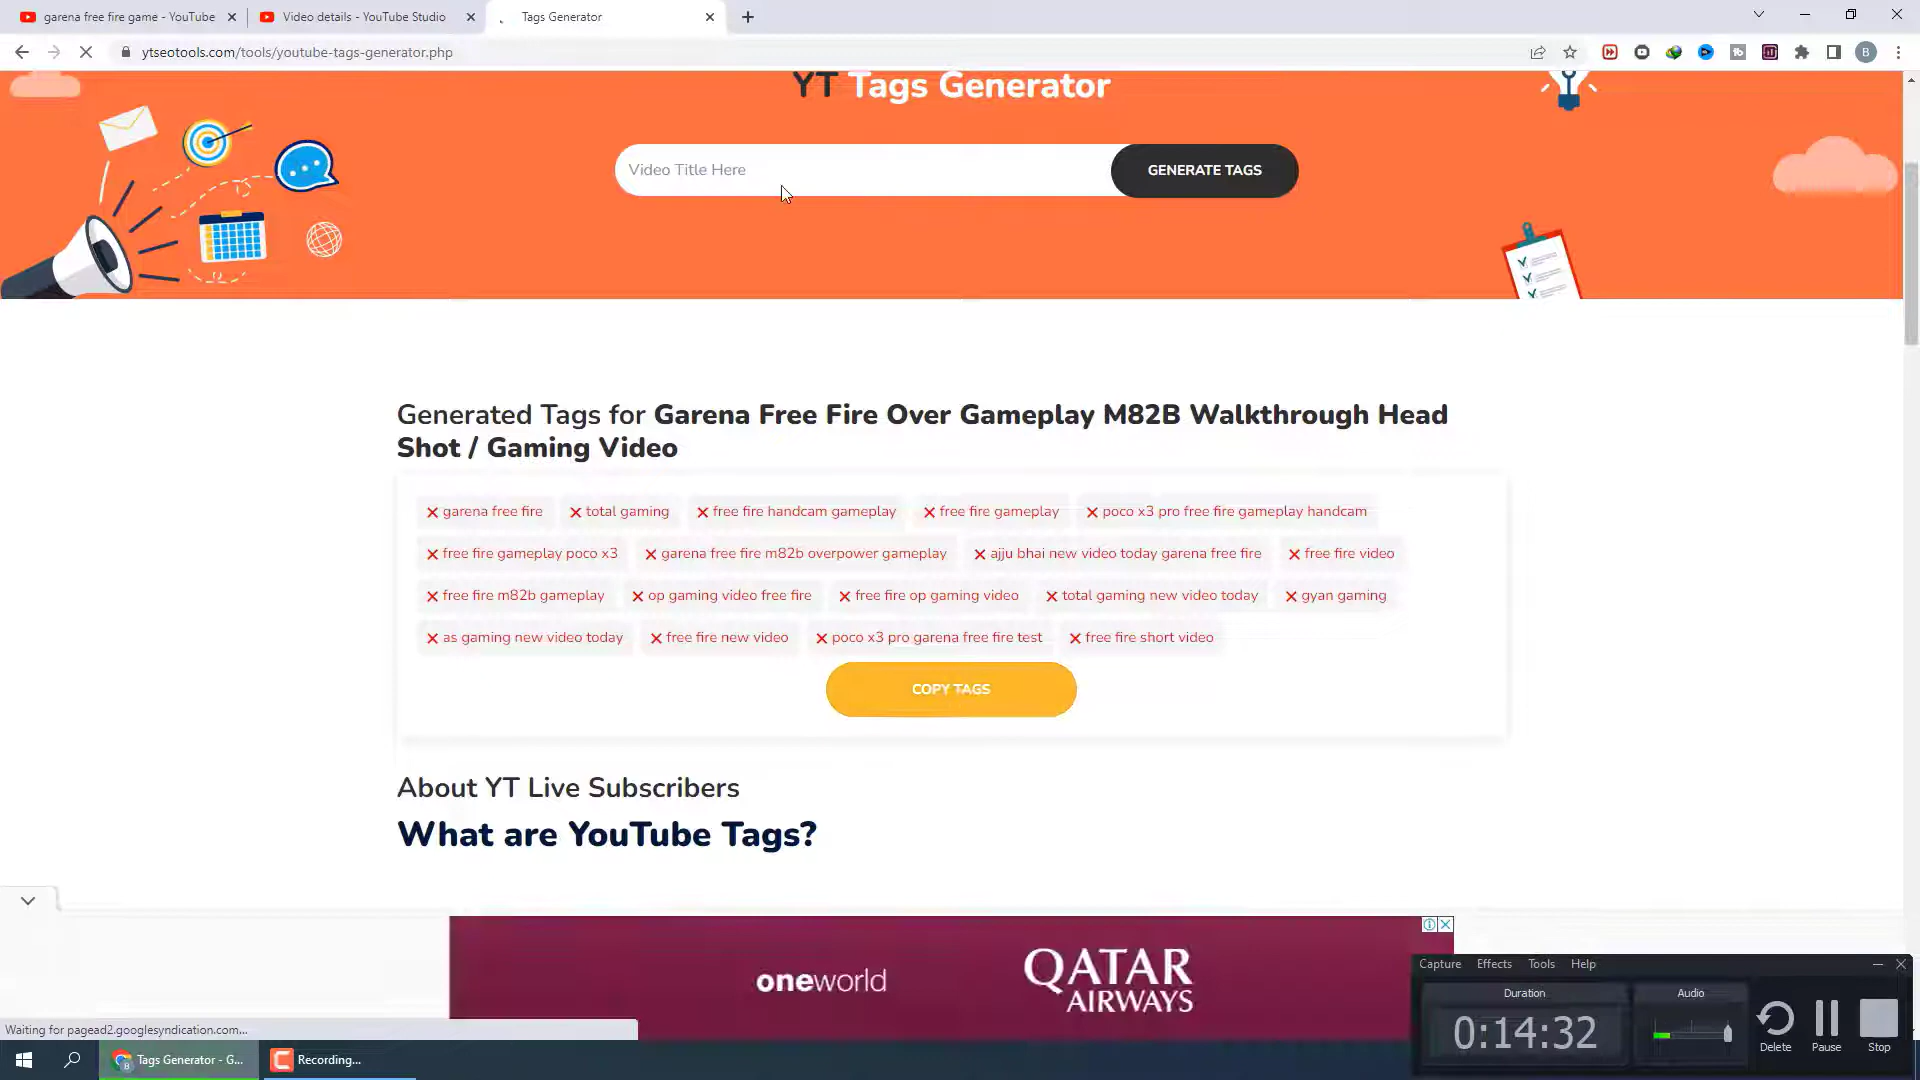 garena free fire game - YouTube
Video details - YouTube Studio
Tags Generator
ytseotools.com/tools/youtube-tags-generator.php
B
YT Tags Generator
Video Title Here
GENERATE TAGS
Generated Tags for Garena Free Fire Over Gameplay M82B Walkthrough Head
Shot / Gaming Video
garena free fire
total gaming
free fire handcam gameplay
free fire gameplay
poco x3 pro free fire gameplay handcam
free fire gameplay poco x3
garena free fire m82b overpower gameplay
ajju bhai new video today garena free fire
free fire video
free fire m82b gameplay
op gaming video free fire
free fire op gaming video
total gaming new video today
gyan gaming
as gaming new video today
free fire new video
poco x3 pro garena free fire test
free fire short video
COPY TAGS
About YT Live Subscribers
What are YouTube Tags?
oneworld
QATAR
AIRWAYS
Capture
Effects
Tools
Help
Duration
Audio
0:14:32
Delete
Pause
Stop
Waiting for pagead2.googlesyndication.com...
Tags Generator - G...
Recording...